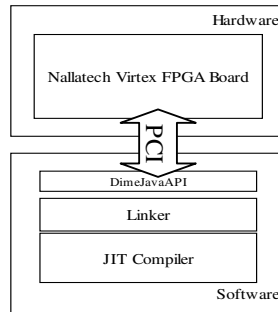 Hardware
Nallatech Virtex FPGA Board
PCI
DimeJavaAPI
Linker
JIT Compiler
Software